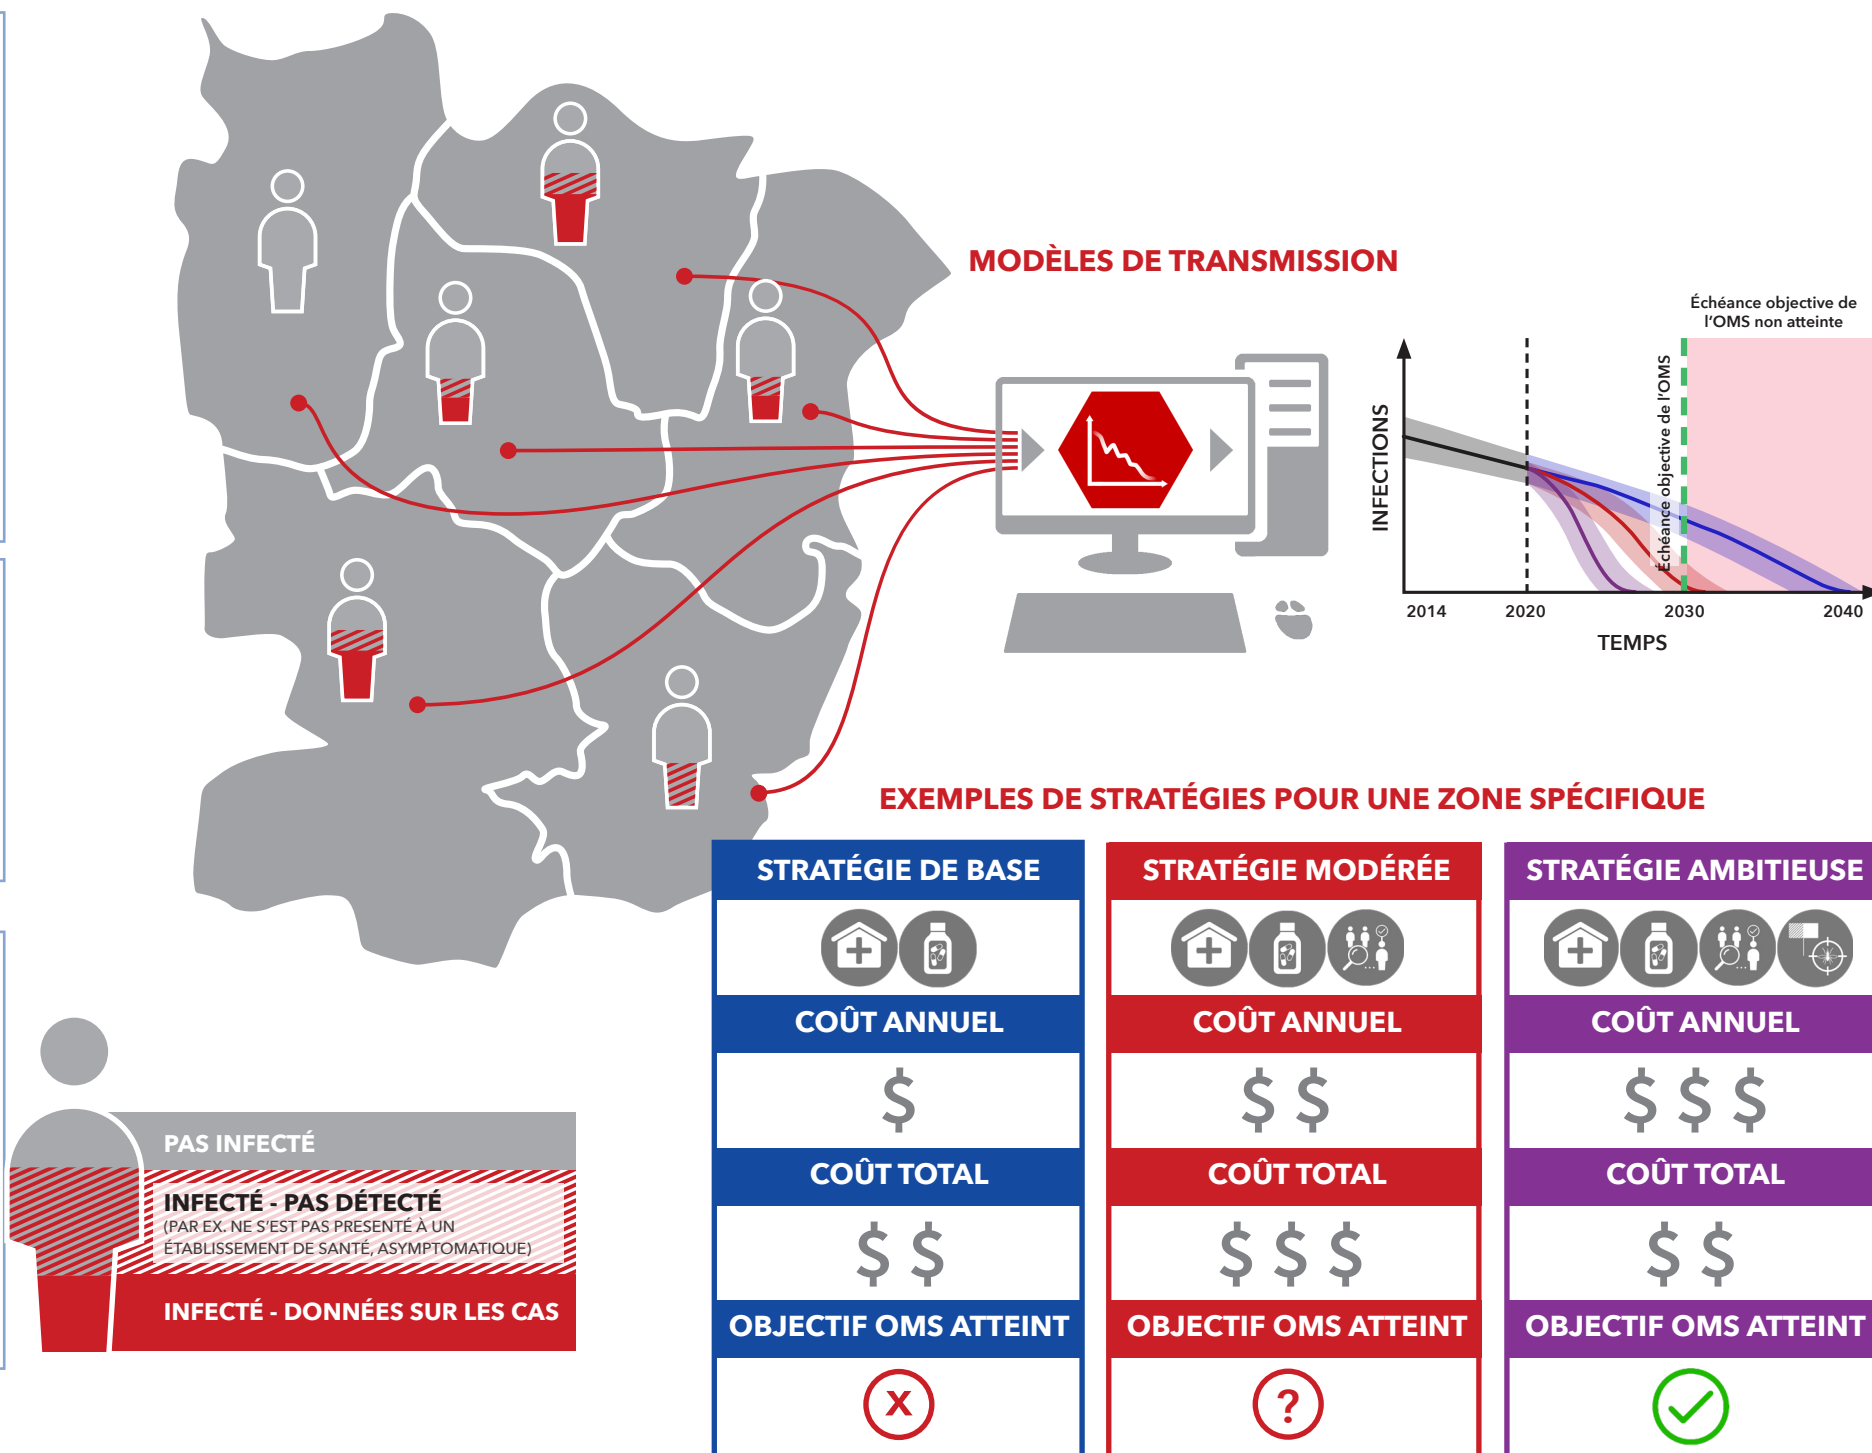 MODÈLES DE TRANSMISSION
Échéance objective de
l'OMS non atteinte
INFECTIONS
Échéance objective de l'OMS
2014
2020
2030
2040
TEMPS
EXEMPLES DE STRATÉGIES POUR UNE ZONE SPÉCIFIQUE
STRATÉGIE DE BASE
COÛT ANNUEL
$
COÛT TOTAL
$ $
OBJECTIF OMS ATTEINT
X
STRATÉGIE MODÉRÉE
COÛT ANNUEL
$ $
COÛT TOTAL
$ $ $
OBJECTIF OMS ATTEINT
?
STRATÉGIE AMBITIEUSE
COÛT ANNUEL
$ $ $
COÛT TOTAL
$ $
OBJECTIF OMS ATTEINT
PAS INFECTÉ
INFECTÉ - PAS DÉTECTÉ
(PAR EX. NE S'EST PAS PRESENTÉ À UN
ÉTABLISSEMENT DE SANTÉ, ASYMPTOMATIQUE)
INFECTÉ - DONNÉES SUR LES CAS